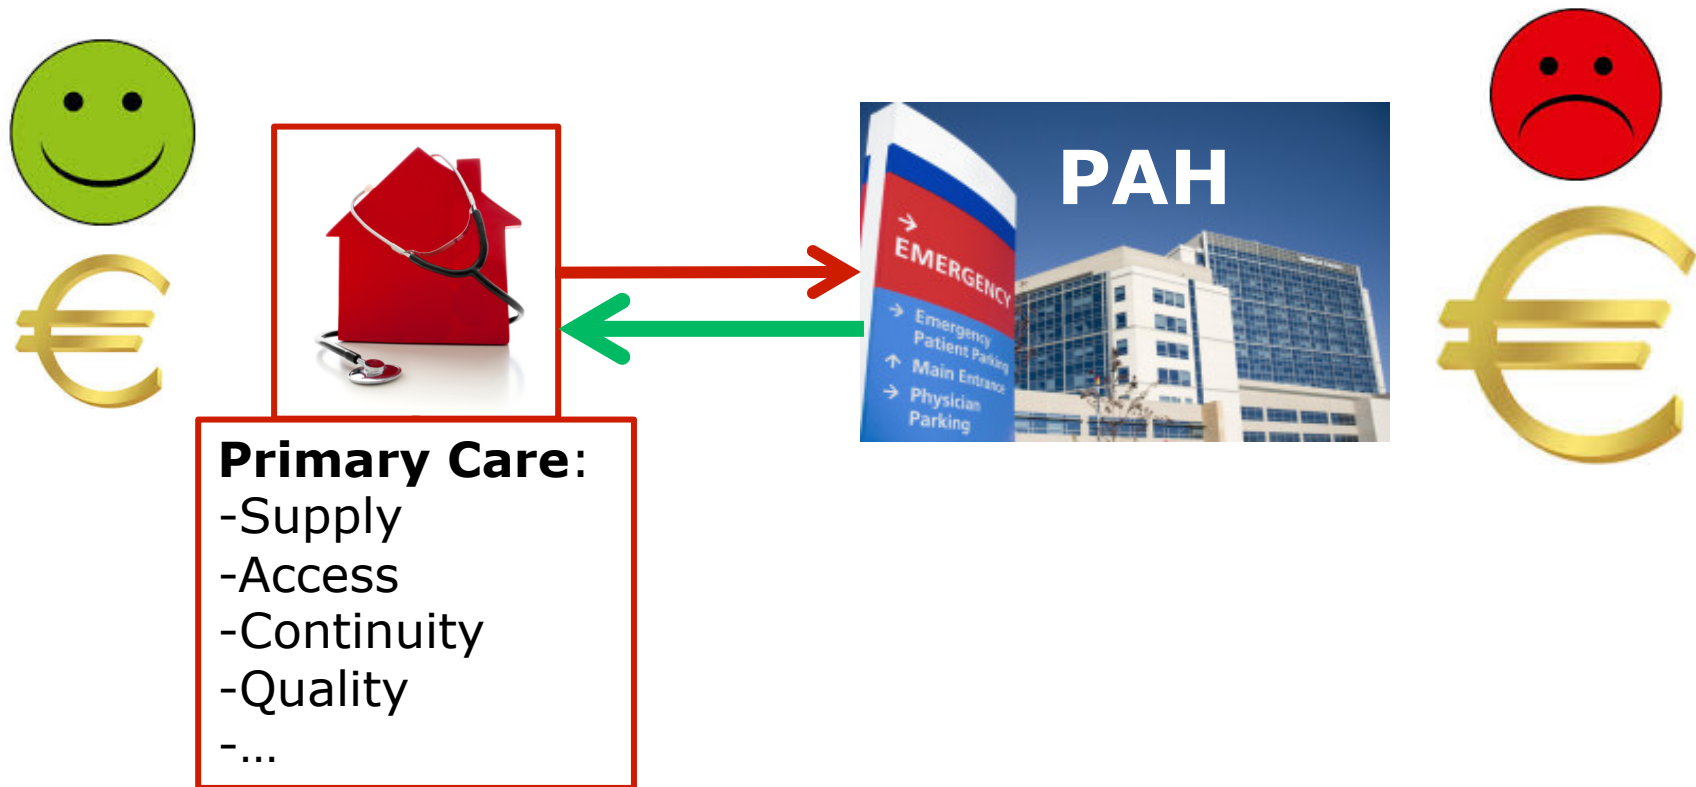 PAH
→
EMERGENCY
→ Emergency
Patient Parking
↑ Main Entrance
→ Physician
Parking
€
€
Primary Care:
-Supply
-Access
-Continuity
-Quality
-...